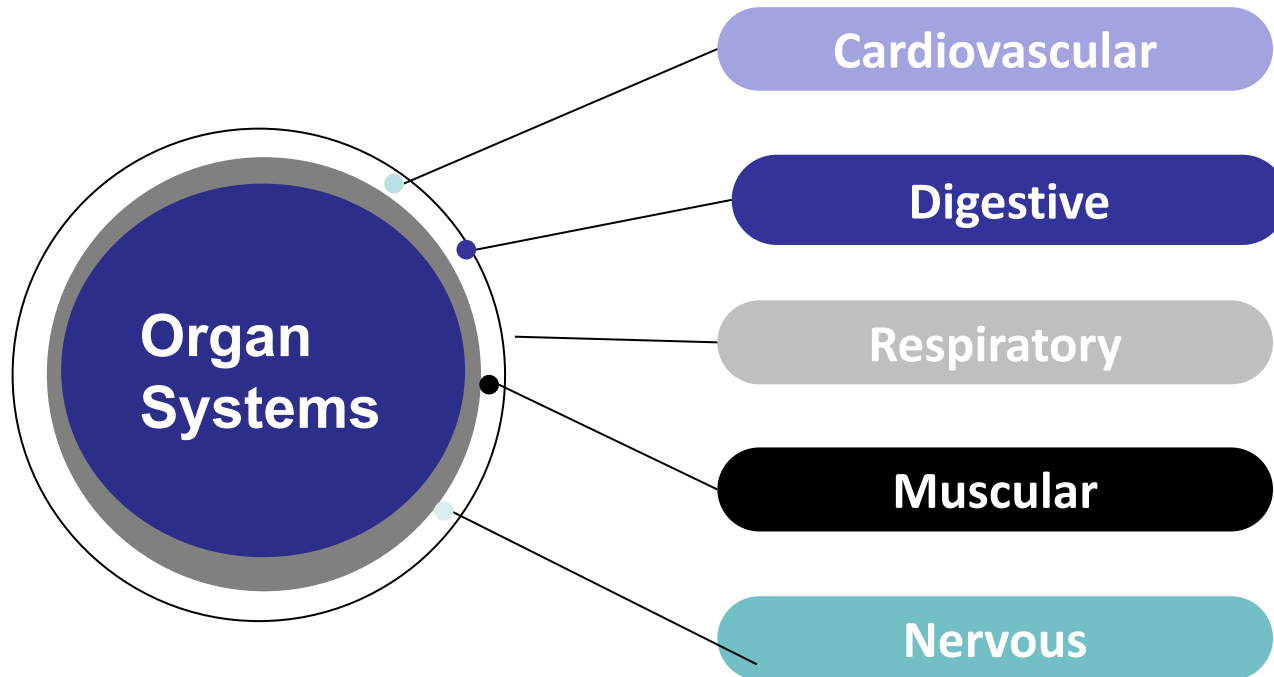 Organ
Systems
Cardiovascular
Digestive
Respiratory
Muscular
Nervous